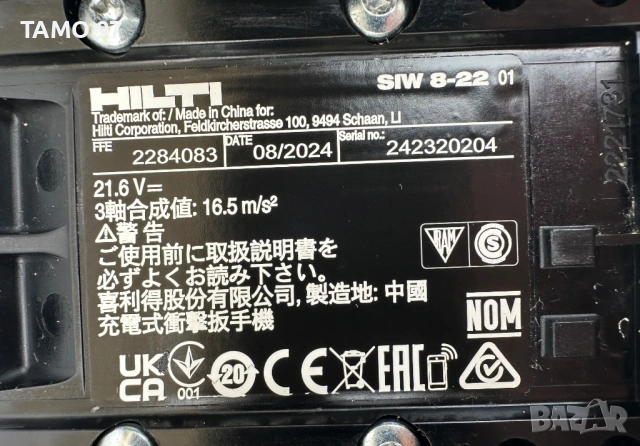 TAMO 97
HILTI
SIW 8-22 01
Trademark of: / Made in China for:
Hilti Corporation, Feldkircherstrasse 100, 9494 Schaan, LI
DATE
Serial no.:
2284083
08/2024
242320204
21.6 V
3軸合成値: 16.5 m/s²
警告
ご使用前に取扱説明書を
必ずよくお読み下さい。
喜利得股份有限公司, 製造地: 中國
充電式衝擊扳手機
S
NOM
UK
CA
001
20
CE
EAC
2221731
BAZAR